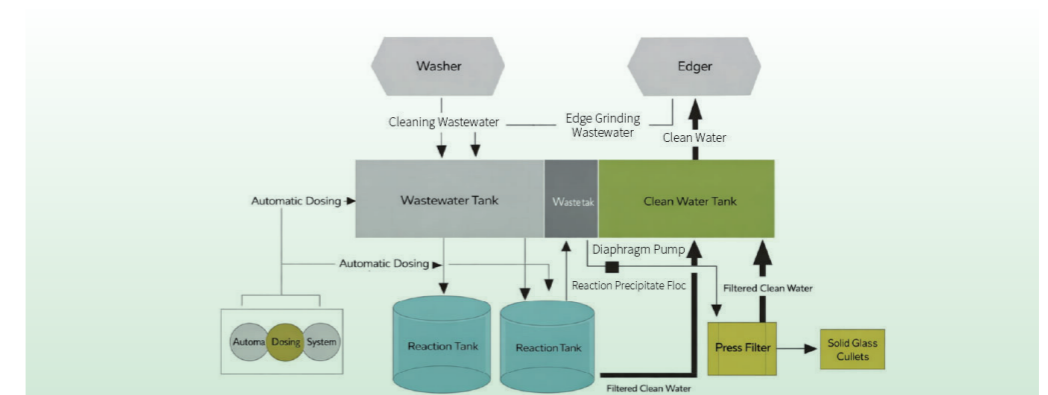 Washer
Edger
Cleaning Wastewater
Edge Grinding
Wastewater
Clean Water
Wastewater Tank
Wastetak
Clean Water Tank
Automatic Dosing
Diaphragm Pump
Automatic Dosing
Reaction Precipitate Floc
Filtered Clean Water
Automa
Dosing
System
Reaction Tank
Reaction Tank
Press Filter
Solid Glass
Cullets
Filtered Clean Water